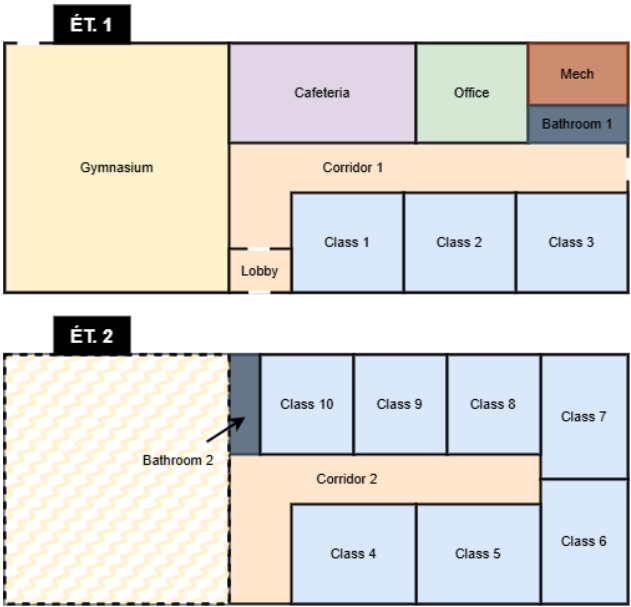 ÉT. 1
Mech
Cafeteria
Office
Bathroom 1
Gymnasium
Corridor 1
Class 1
Class 2
Class 3
Lobby
ÉT. 2
Class 10
Class 9
Class 8
Class 7
Bathroom 2
Corridor 2
Class 4
Class 5
Class 6